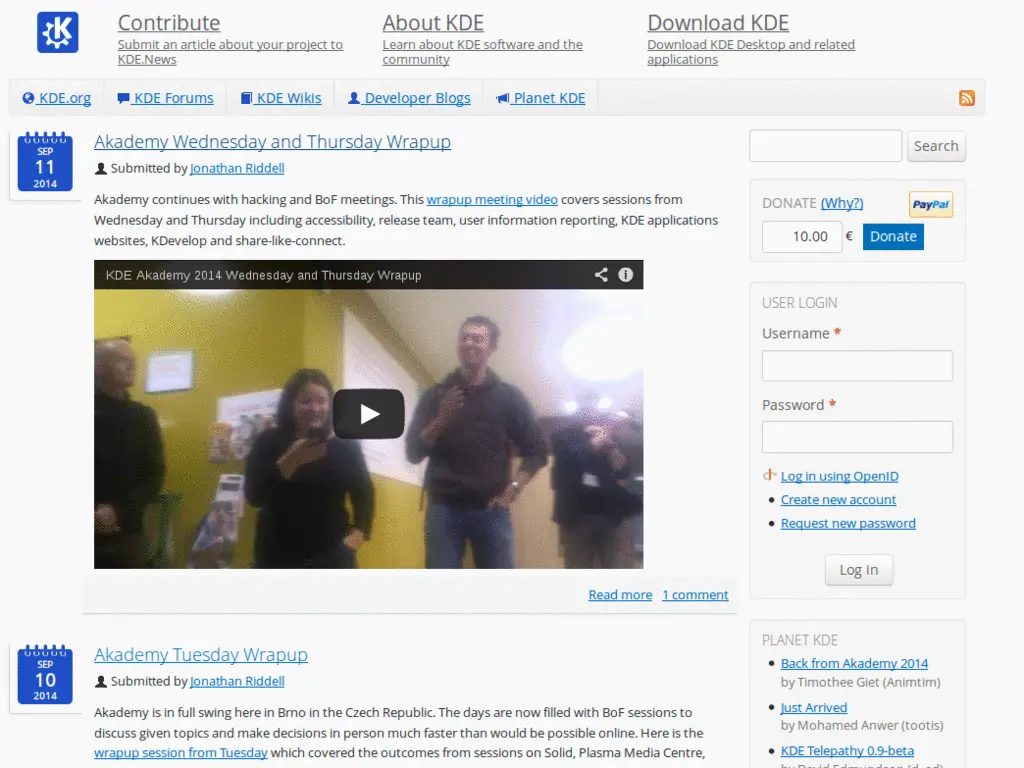 Contribute
Submit an article about your project to
KDE.News
About KDE
Learn about KDE software and the
community
Download KDE
Download KDE Desktop and related
applications
KDE.org
KDE Forums
KDE Wikis
Developer Blogs
Planet KDE
SEP
11
2014
Akademy Wednesday and Thursday Wrapup
Submitted by Jonathan Riddell
Akademy continues with hacking and BoF meetings. This wrapup meeting video covers sessions from
Wednesday and Thursday including accessibility, release team, user information reporting, KDE applications
websites, KDevelop and share-like-connect.
KDE Akademy 2014 Wednesday and Thursday Wrapup
Read more 1 comment
SEP
10
2014
Akademy Tuesday Wrapup
Submitted by Jonathan Riddell
Akademy is in full swing here in Brno in the Czech Republic. The days are now filled with BoF sessions to
discuss given topics and make decisions in person much faster than would be possible online. Here is the
wrapup session from Tuesday which covered the outcomes from sessions on Solid, Plasma Media Centre,
Search
DONATE (Why?)
PayPal
10.00 € Donate
USER LOGIN
Username *
Password *
Log in using OpenID
Create new account
Request new password
Log in
PLANET KDE
Back from Akademy 2014
by Timothee Giet (Animtim)
Just Arrived
by Mohamed Anwer (tootis)
KDE Telepathy 0.9-beta